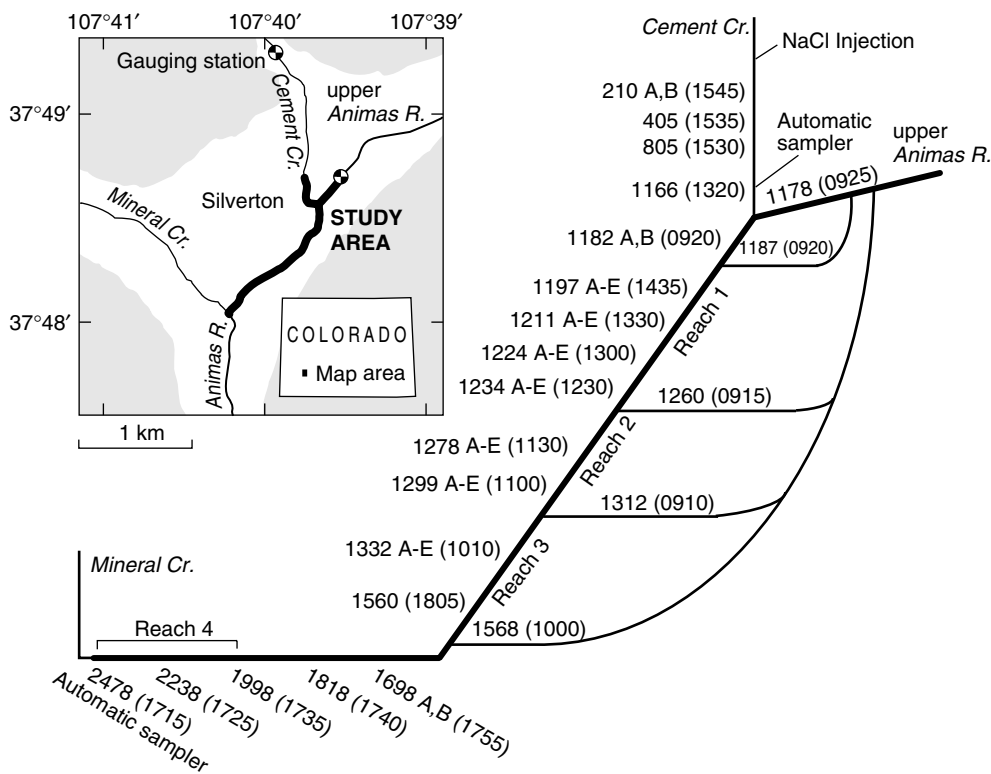 107°41′
107°40′
107°39′
37°49′
37°48′
Gauging station
Cement Cr.
upper
Animas R.
Silverton
STUDY
AREA
Mineral Cr.
Animas R.
COLORADO
Map area
1 km
Cement Cr.
NaCl Injection
210 A,B (1545)
405 (1535)
805 (1530)
Automatic
sampler
1166 (1320)
upper
Animas R.
1178 (0925)
1182 A,B (0920)
1187 (0920)
1197 A-E (1435)
1211 A-E (1330)
1224 A-E (1300)
1234 A-E (1230)
Reach 1
1260 (0915)
1278 A-E (1130)
1299 A-E (1100)
Reach 2
1312 (0910)
1332 A-E (1010)
1560 (1805)
Reach 3
1568 (1000)
Mineral Cr.
Reach 4
2478 (1715)
Automatic sampler
2238 (1725)
1998 (1735)
1818 (1740)
1698 A,B (1755)